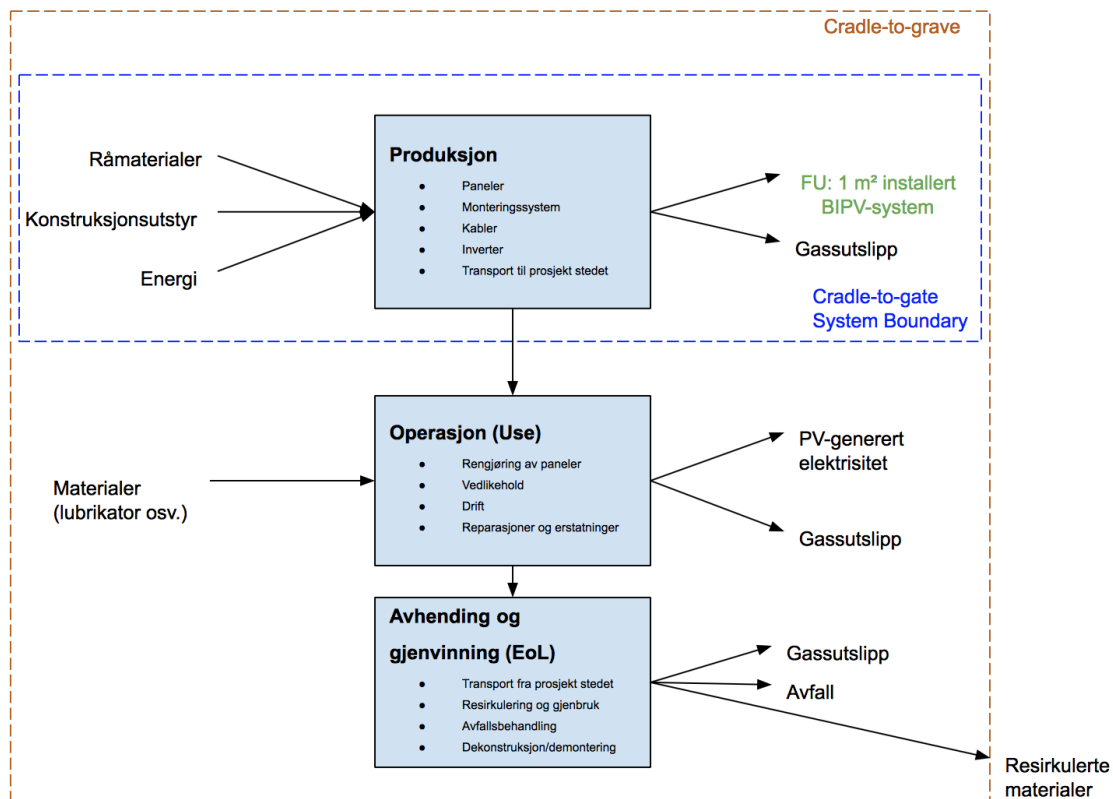 Cradle-to-grave
Råmaterialer
Konstruksjonsutstyr
Energi
Produksjon
● Paneler
● Monteringssystem
● Kabler
● Inverter
● Transport til prosjekt stedet
FU: 1 m² installert
BIPV-system
Gassutslipp
Cradle-to-gate
System Boundary
Materialer
(lubrikator osv.)
Operasjon (Use)
● Rengjøring av paneler
● Vedlikehold
● Drift
● Reparasjoner og erstatninger
PV-generert
elektrisitet
Gassutslipp
Avhending og
gjenvinning (EoL)
● Transport fra prosjekt stedet
● Resirkulering og gjenbruk
● Avfallsbehandling
● Dekonstruksjon/demontering
Gassutslipp
Avfall
Resirkulerte
materialer